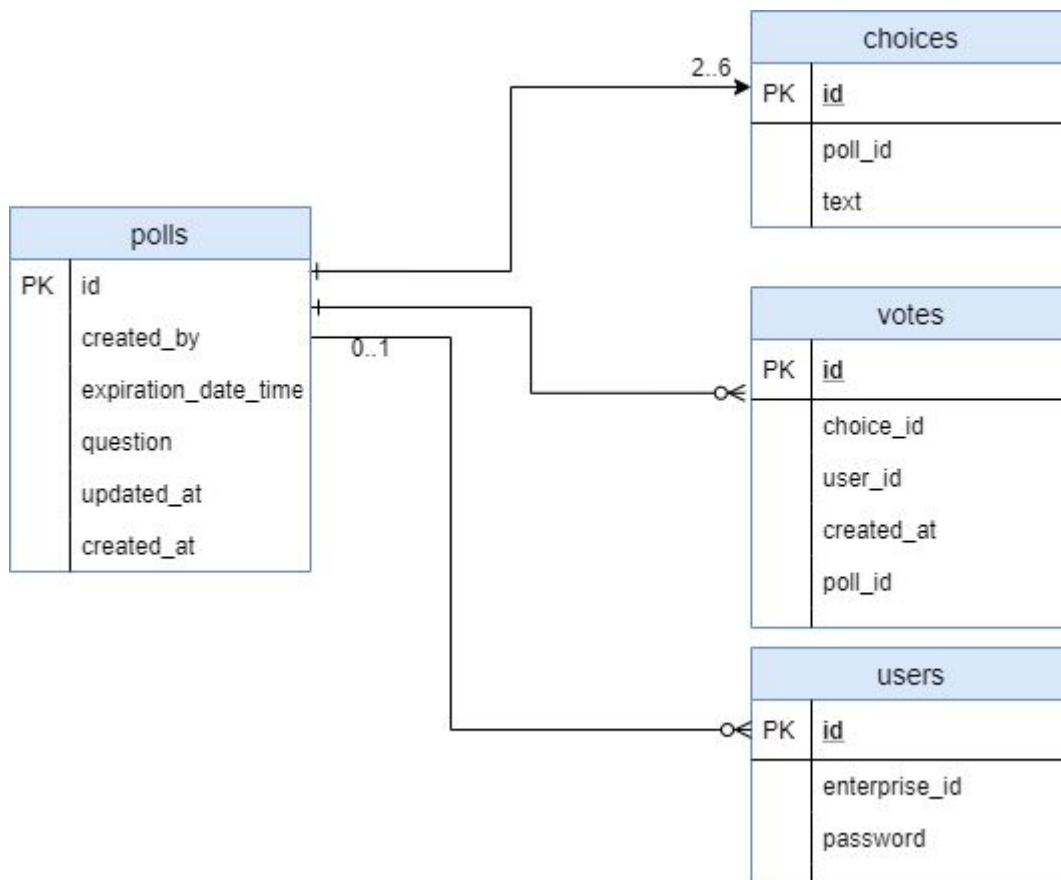 choices
2..6
PK id
poll_id
text
polls
PK id
created_by
expiration_date_time
question
updated_at
created_at
0..1
votes
PK id
choice_id
user_id
created_at
poll_id
users
PK id
enterprise_id
password